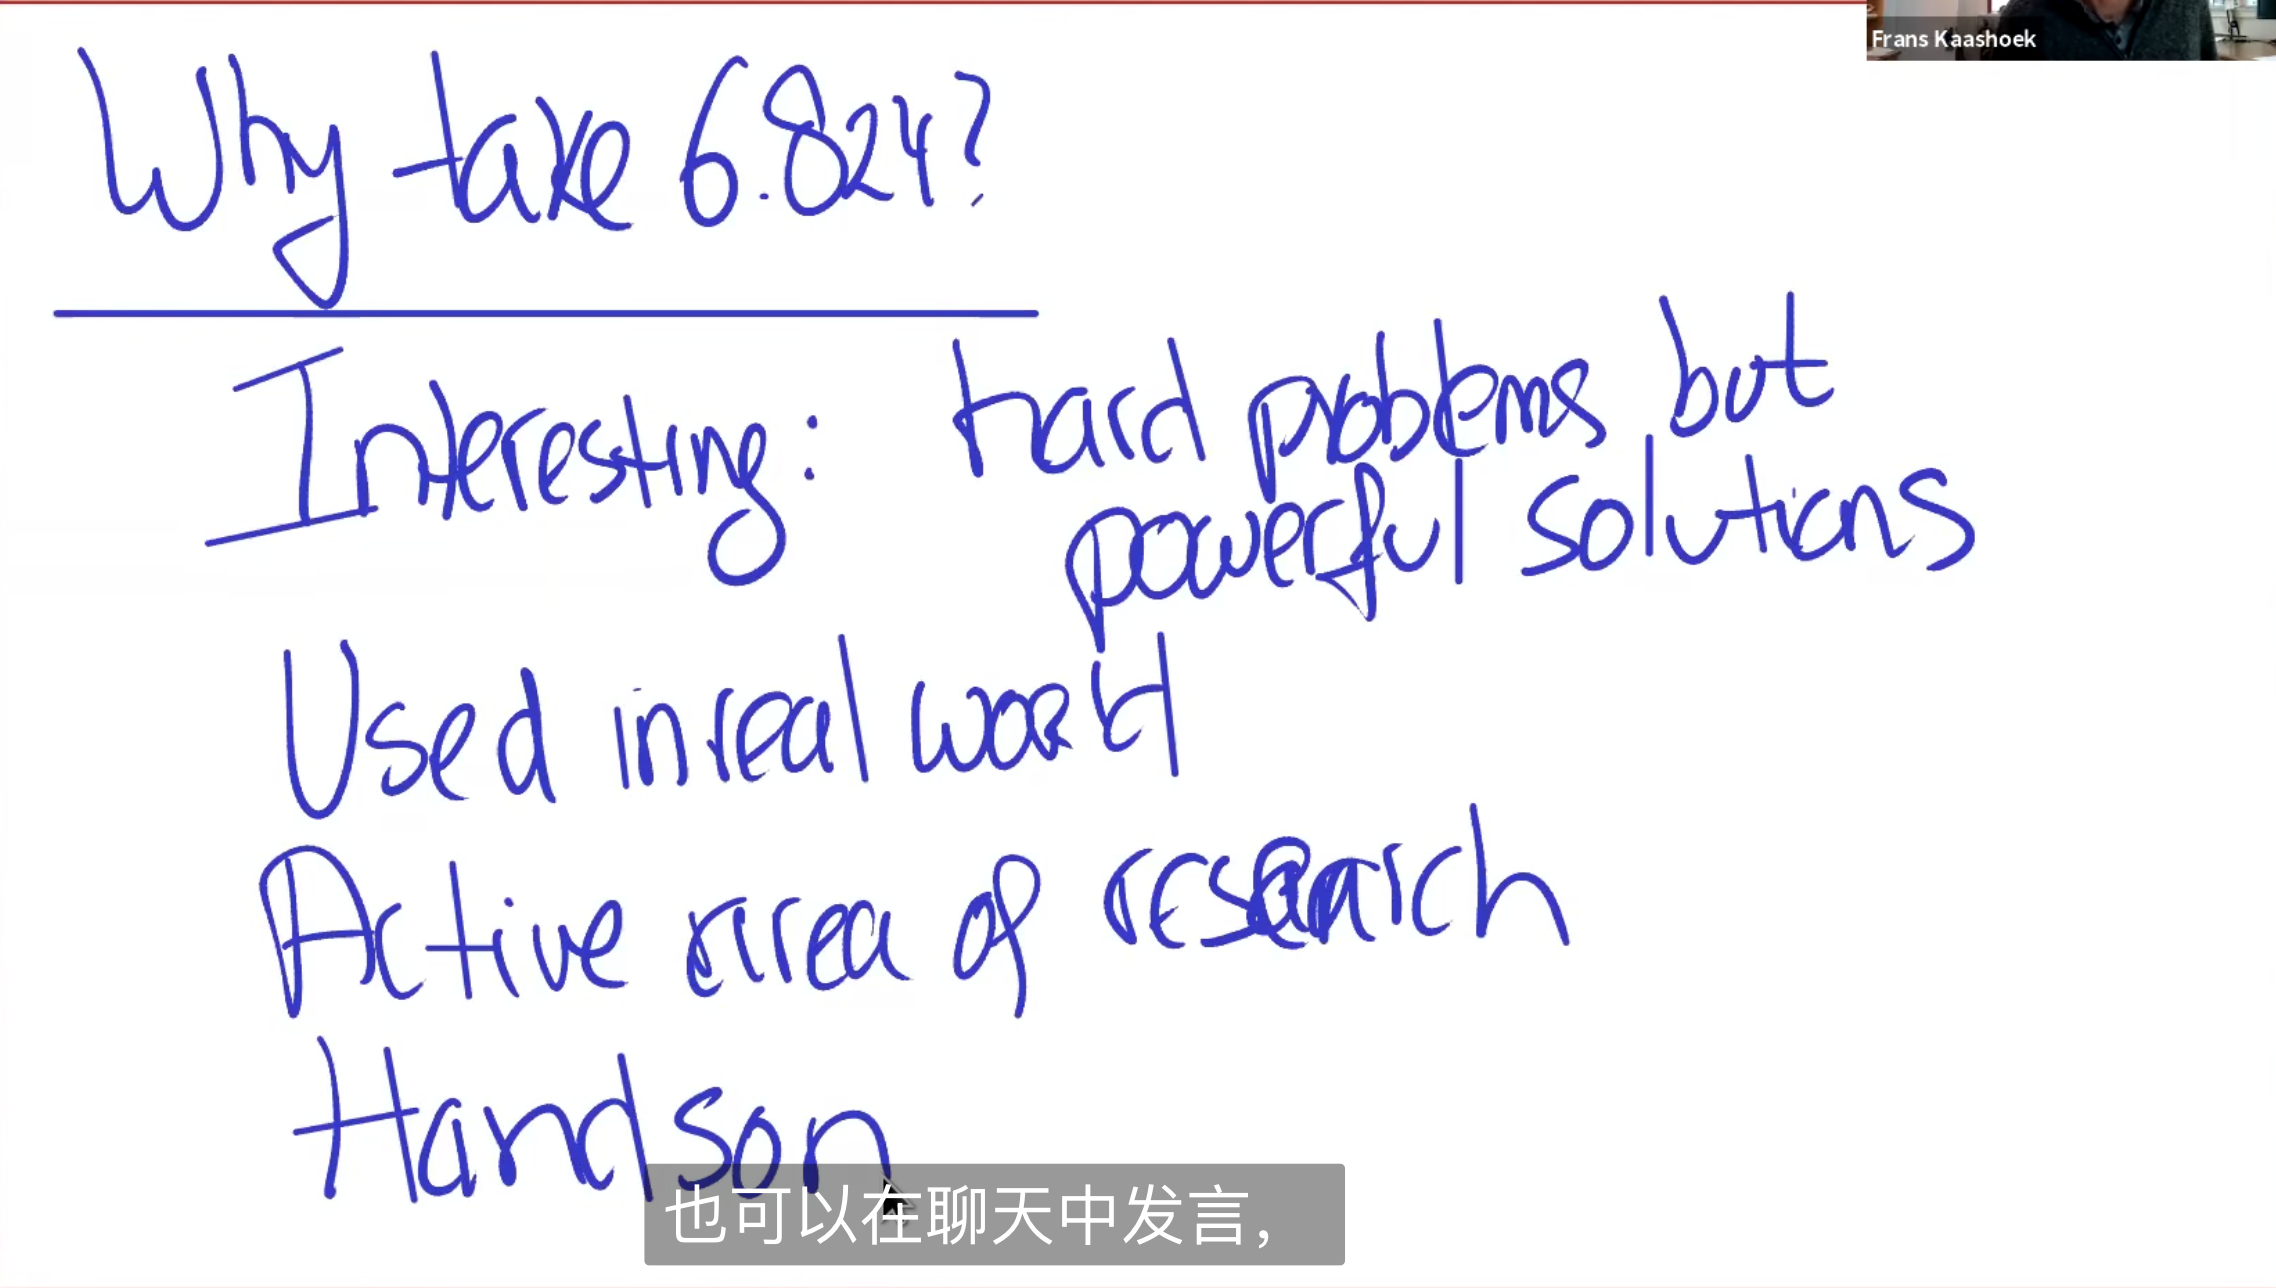 Frans Kaashoek
Why take 6.824?
Interesting: hard problems but
powerful solutions
Used in real world
Active area of research
Hands on
也可以在聊天中发言，